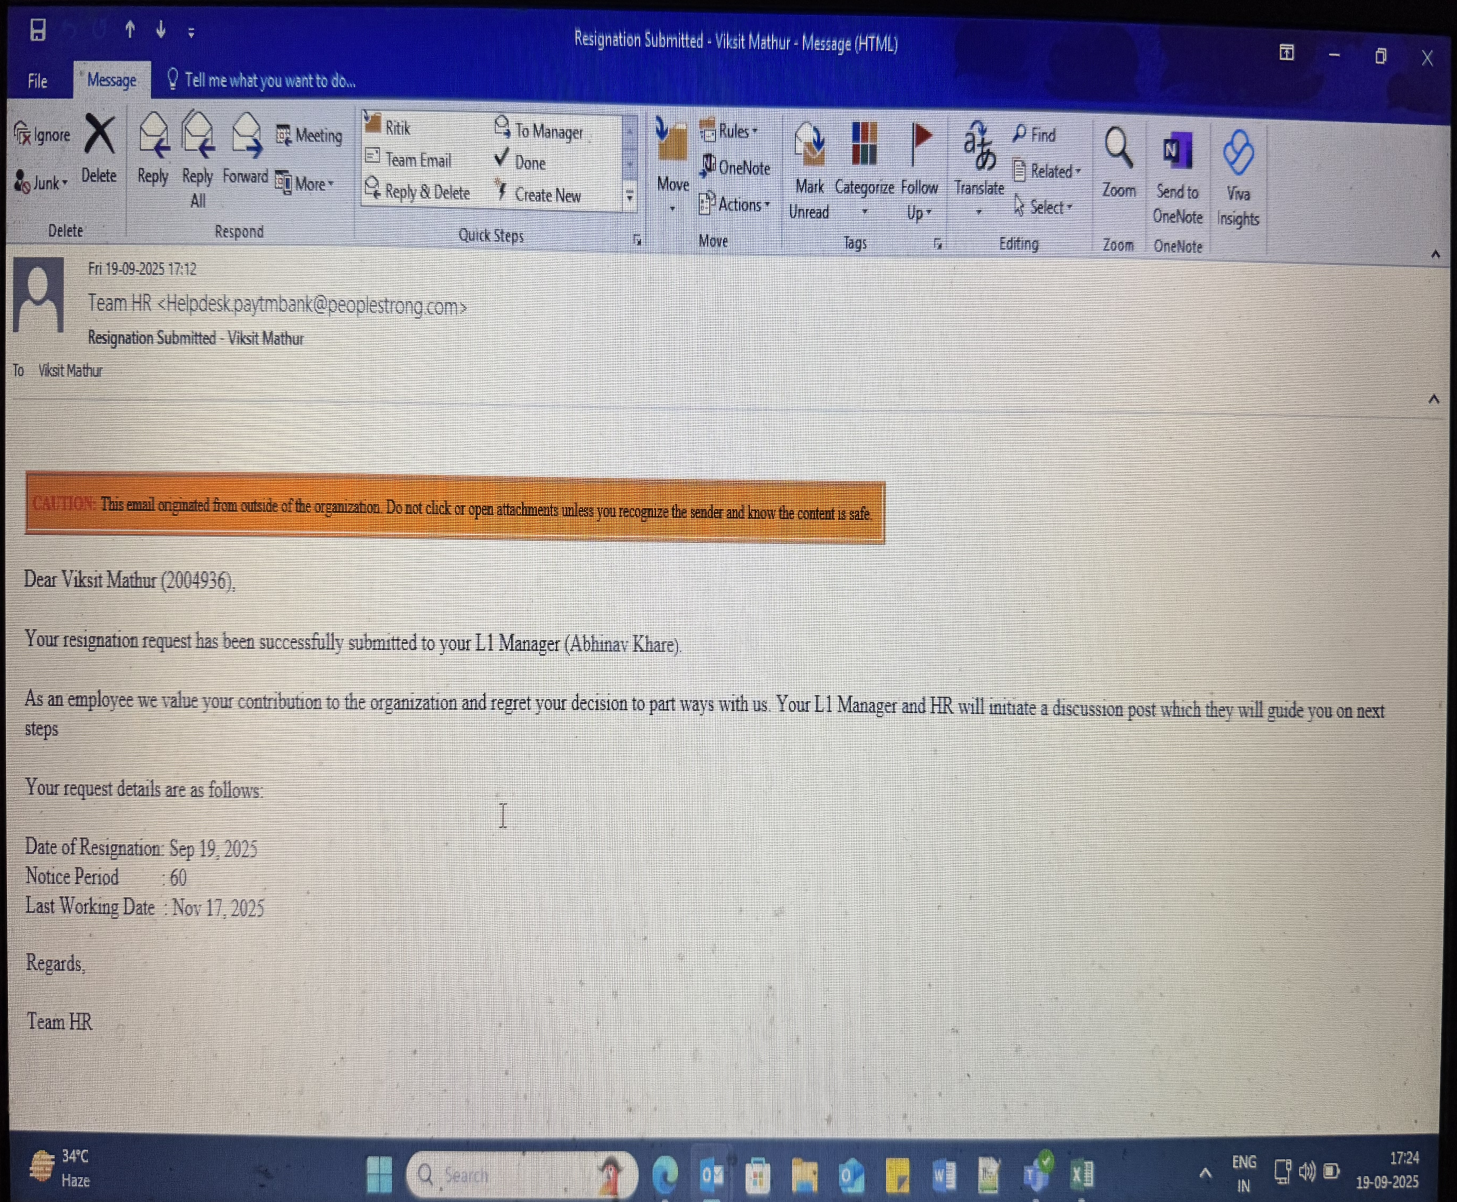 Resignation Submitted - Viksit Mathur - Message (HTML)
File
Message
Tell me what you want to do...
Ignore
Junk
Delete
Delete
Reply
Reply All
Forward
Meeting
More
Respond
Ritik
Team Email
Reply & Delete
To Manager
Done
Create New
Quick Steps
Move
Rules
OneNote
Actions
Move
Mark Unread
Categorize
Follow Up
Tags
Translate
Find
Related
Select
Editing
Zoom
Zoom
Send to OneNote
OneNote
Viva Insights
Fri 19-09-2025 17:12
Team HR <Helpdesk.paytmbank@peoplestrong.com>
Resignation Submitted - Viksit Mathur
To Viksit Mathur
CAUTION: This email originated from outside of the organization. Do not click or open attachments unless you recognize the sender and know the content is safe.
Dear Viksit Mathur (2004936),
Your resignation request has been successfully submitted to your L1 Manager (Abhinav Khare).
As an employee we value your contribution to the organization and regret your decision to part ways with us. Your L1 Manager and HR will initiate a discussion post which they will guide you on next
steps
Your request details are as follows:
Date of Resignation: Sep 19, 2025
Notice Period : 60
Last Working Date : Nov 17, 2025
Regards,
Team HR
34°C
Haze
Search
ENG
IN
17:24
19-09-2025